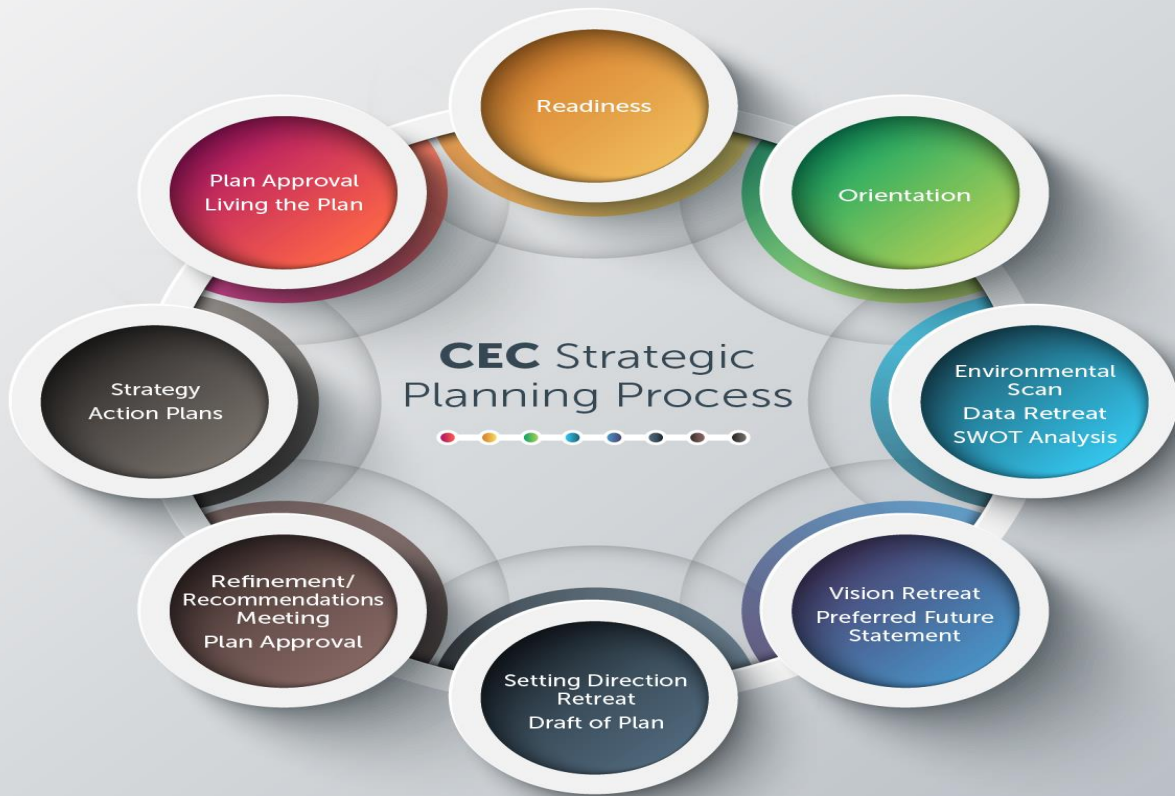 Readiness
Orientation
Environmental
Scan
Data Retreat
SWOT Analysis
Vision Retreat
Preferred Future
Statement
Setting Direction
Retreat
Draft of Plan
Refinement/
Recommendations
Meeting
Plan Approval
Strategy
Action Plans
Plan Approval
Living the Plan
CEC Strategic
Planning Process